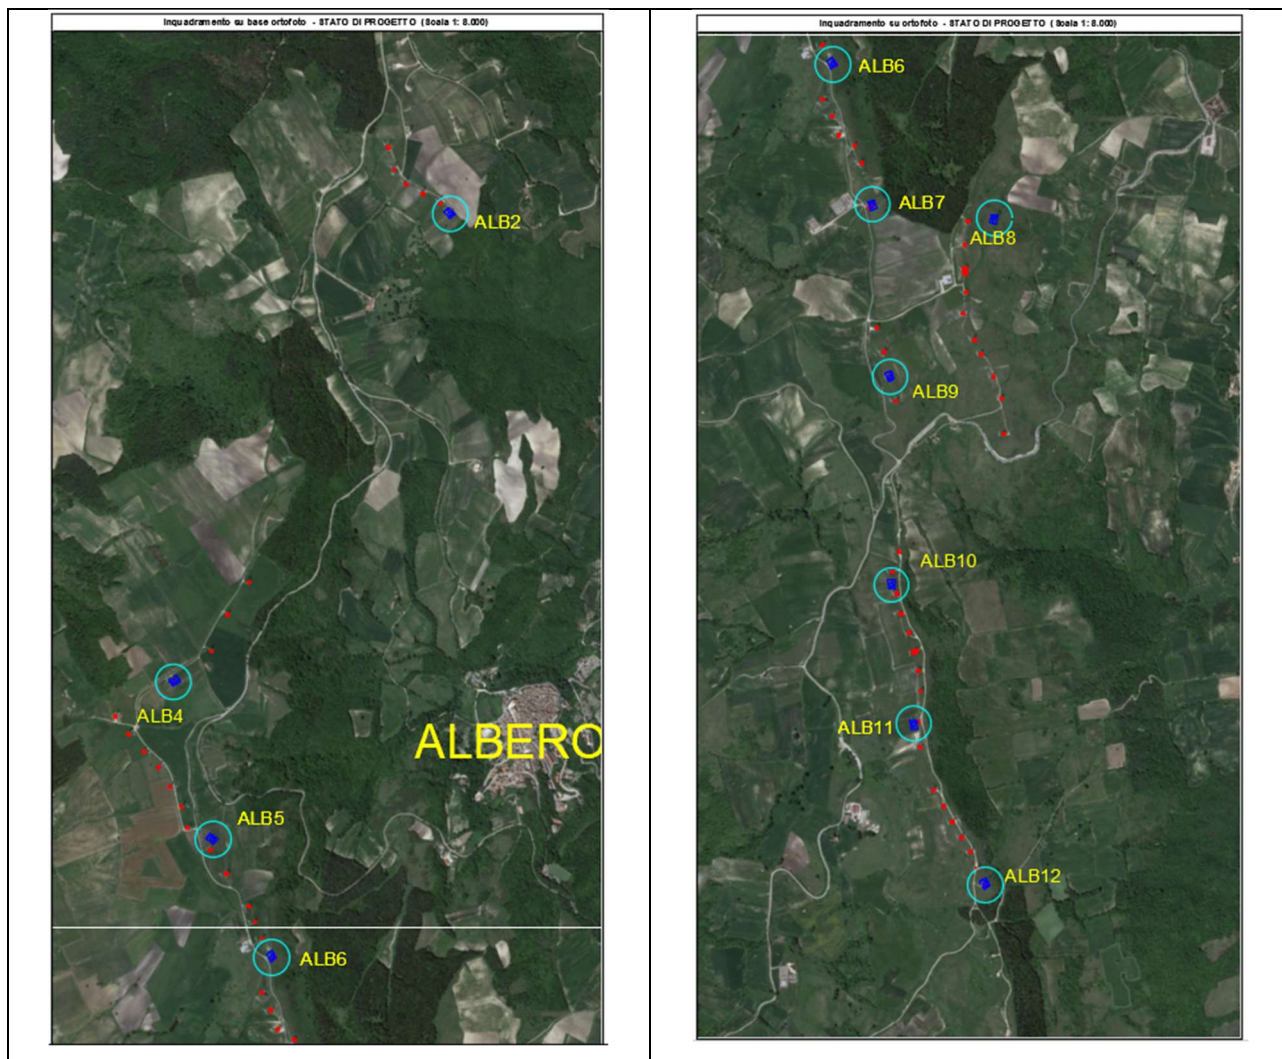 Inquadramento su base ortofoto - STATO DI PROGETTO (Scala 1: 8.000)
ALB2
ALB4
ALBERO
ALB5
ALB6
Inquadramento su ortofoto - STATO DI PROGETTO (Scala 1: 8.000)
ALB6
ALB7
ALB8
ALB9
ALB10
ALB11
ALB12